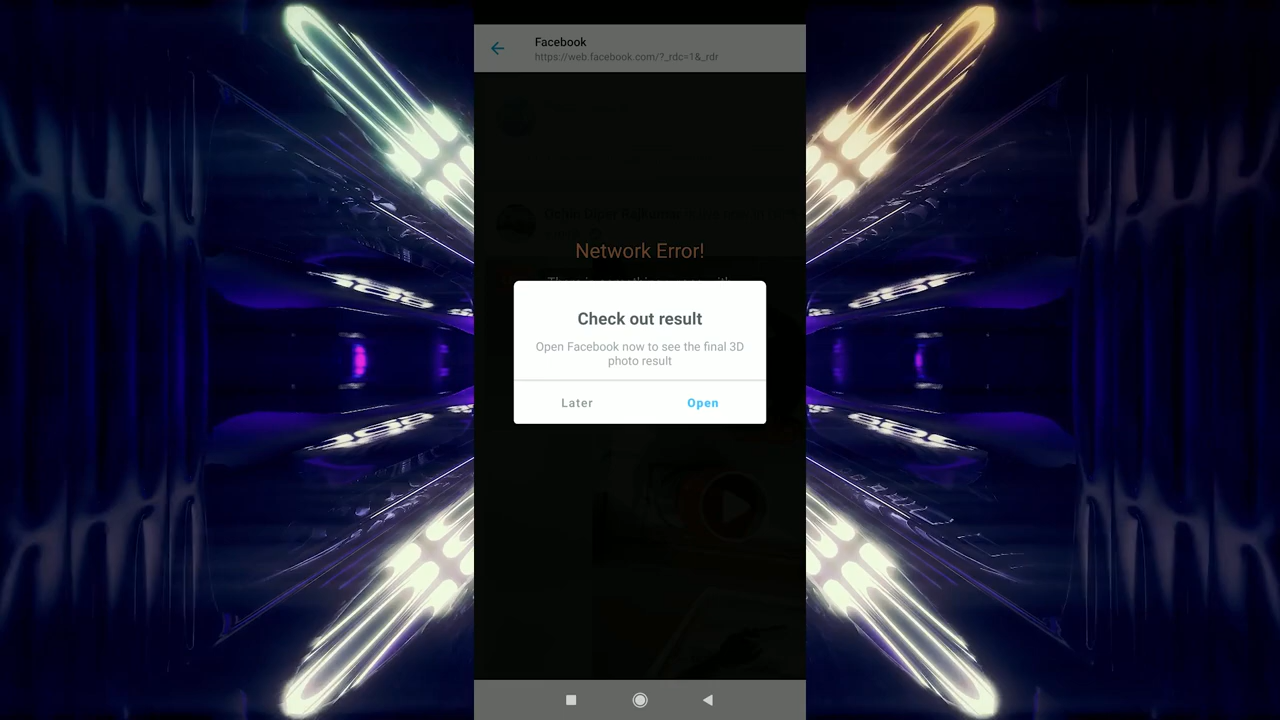 Facebook
https://web.facebook.com/?_rdc=1&_rdr
Network Error!
Check out result
Open Facebook now to see the final 3D
photo result
Later
Open